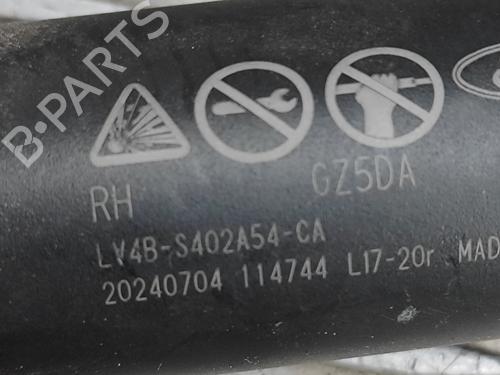 B-PARTS
RH GZ5DA
LV4B-S402A54-CA
20240704 114744 L17-20r MAD